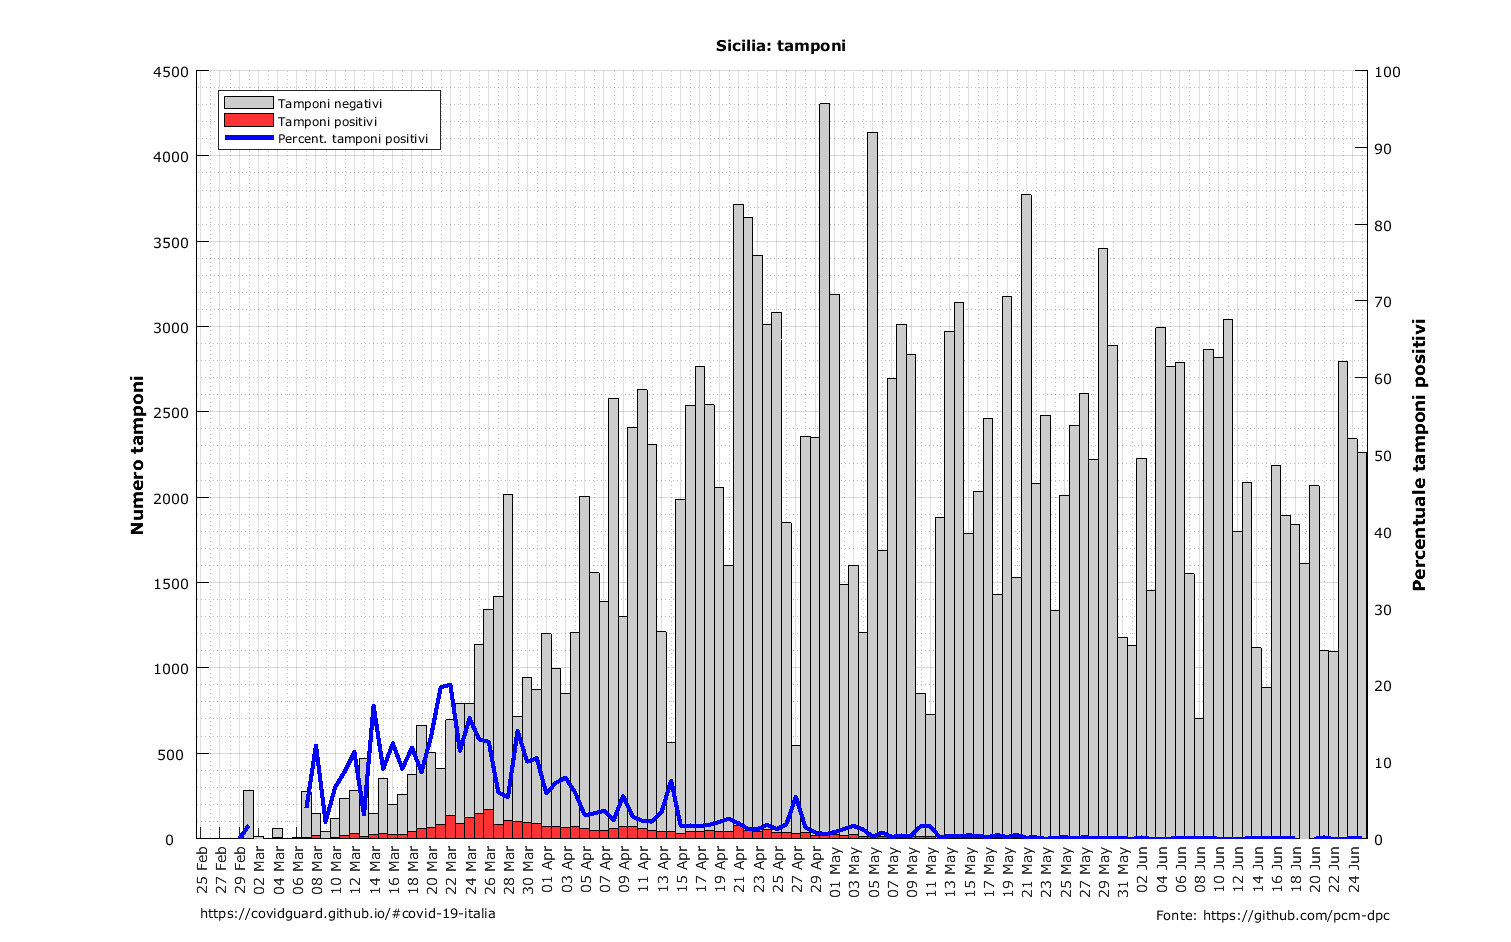 Sicilia: tamponi
Tamponi negativi
Tamponi positivi
Percent. tamponi positivi
Numero tamponi
4500
4000
3500
3000
2500
2000
1500
1000
500
0
Percentuale tamponi positivi
100
90
80
70
60
50
40
30
20
10
0
25 Feb
27 Feb
29 Feb
02 Mar
04 Mar
06 Mar
08 Mar
10 Mar
12 Mar
14 Mar
16 Mar
18 Mar
20 Mar
22 Mar
24 Mar
26 Mar
28 Mar
30 Mar
01 Apr
03 Apr
05 Apr
07 Apr
09 Apr
11 Apr
13 Apr
15 Apr
17 Apr
19 Apr
21 Apr
23 Apr
25 Apr
27 Apr
29 Apr
01 May
03 May
05 May
07 May
09 May
11 May
13 May
15 May
17 May
19 May
21 May
23 May
25 May
27 May
29 May
31 May
02 Jun
04 Jun
06 Jun
08 Jun
10 Jun
12 Jun
14 Jun
16 Jun
18 Jun
20 Jun
22 Jun
24 Jun
https://covidguard.github.io/#covid-19-italia
Fonte: https://github.com/pcm-dpc